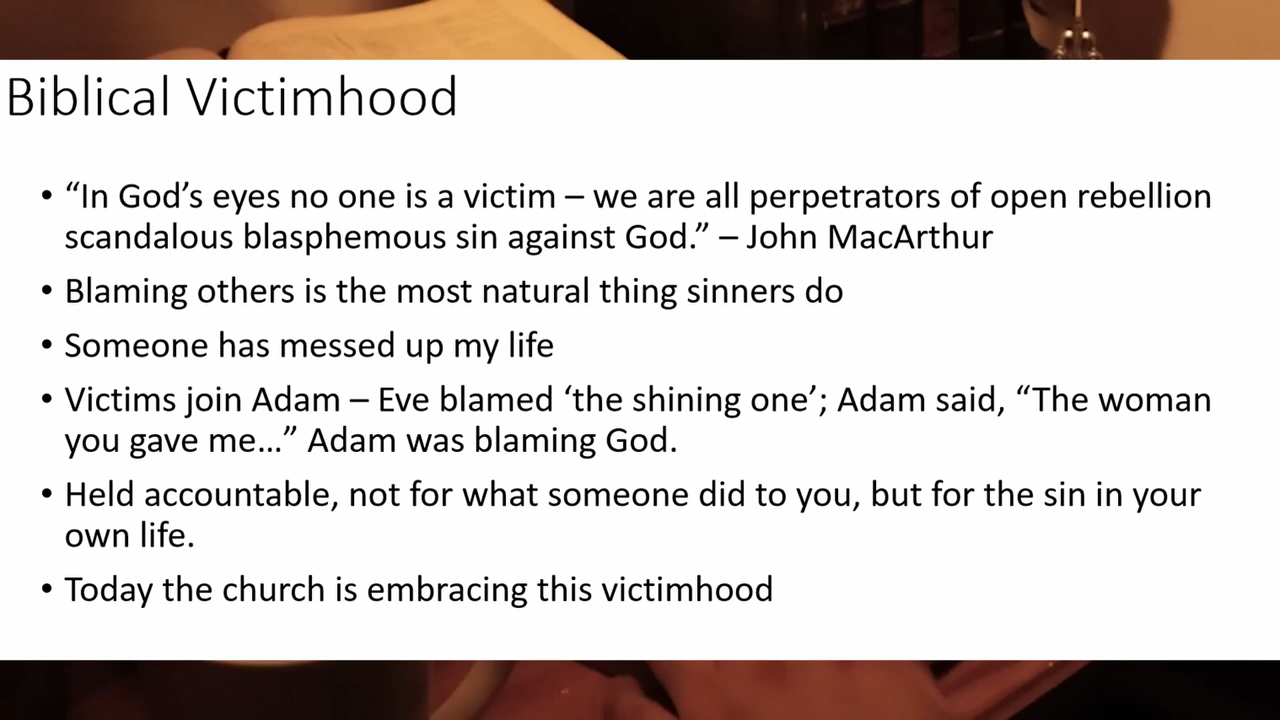 Biblical Victimhood
• “In God’s eyes no one is a victim – we are all perpetrators of open rebellion
scandalous blasphemous sin against God.” – John MacArthur
• Blaming others is the most natural thing sinners do
• Someone has messed up my life
• Victims join Adam – Eve blamed ‘the shining one’; Adam said, “The woman
you gave me…” Adam was blaming God.
• Held accountable, not for what someone did to you, but for the sin in your
own life.
• Today the church is embracing this victimhood